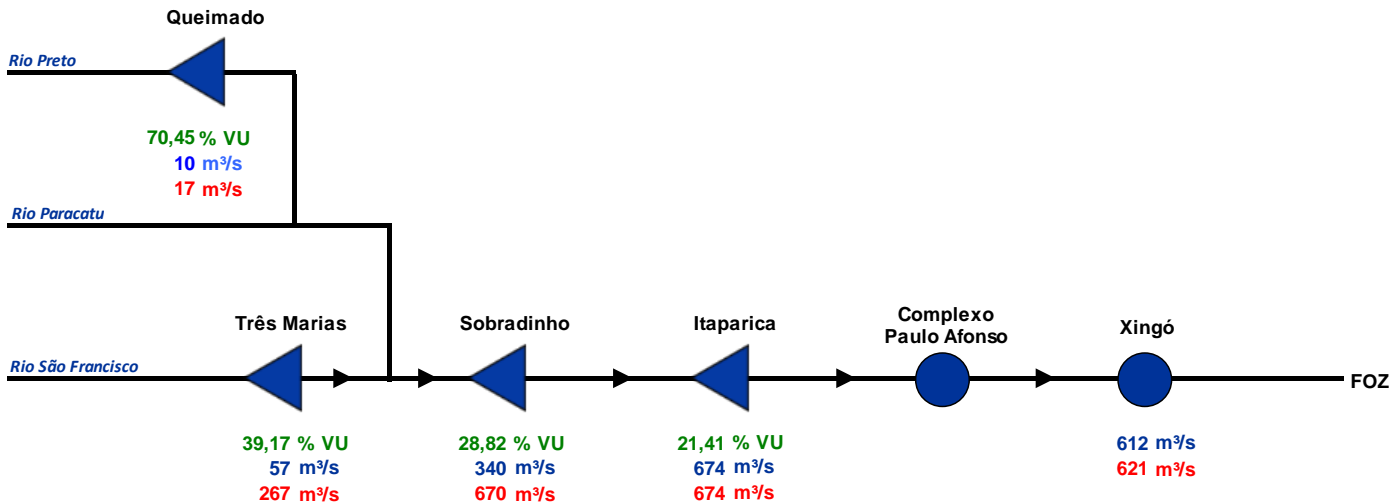 Queimado
Rio Preto
70,45 % VU
10 m³/s
17 m³/s
Rio Paracatu
Três Marias
Sobradinho
Itaparica
Complexo
Paulo Afonso
Xingó
Rio São Francisco
FOZ
39,17 % VU
57 m³/s
267 m³/s
28,82 % VU
340 m³/s
670 m³/s
21,41 % VU
674 m³/s
674 m³/s
612 m³/s
621 m³/s